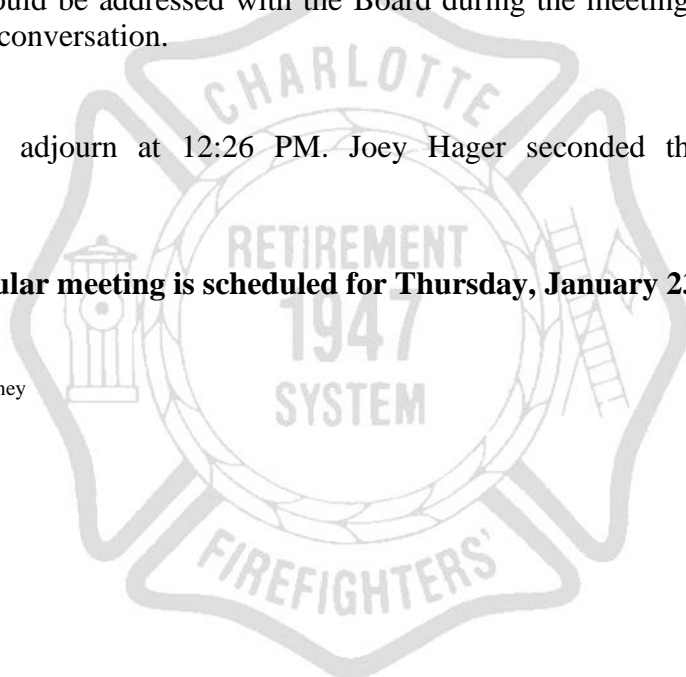 ould be addressed with the Board during the meeting
conversation.
CHARLOTTE
adjourn at 12:26 PM. Joey Hager seconded th
RETIREMENT
ular meeting is scheduled for Thursday, January 23
1947
ney
SYSTEM
FIREFIGHTERS'